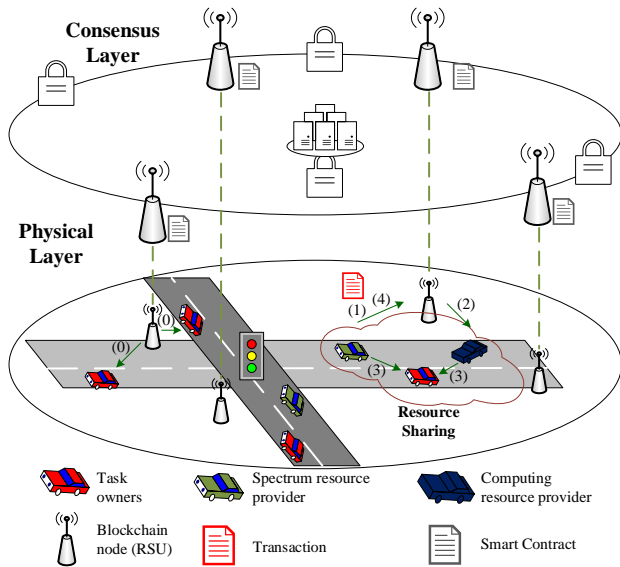 Consensus
Layer
Physical
Layer
(0)
(0)
(1)
(4)
(2)
(3)
(3)
Resource
Sharing
Task
owners
Spectrum resource
provider
Computing
resource provider
Blockchain
node (RSU)
Transaction
Smart Contract